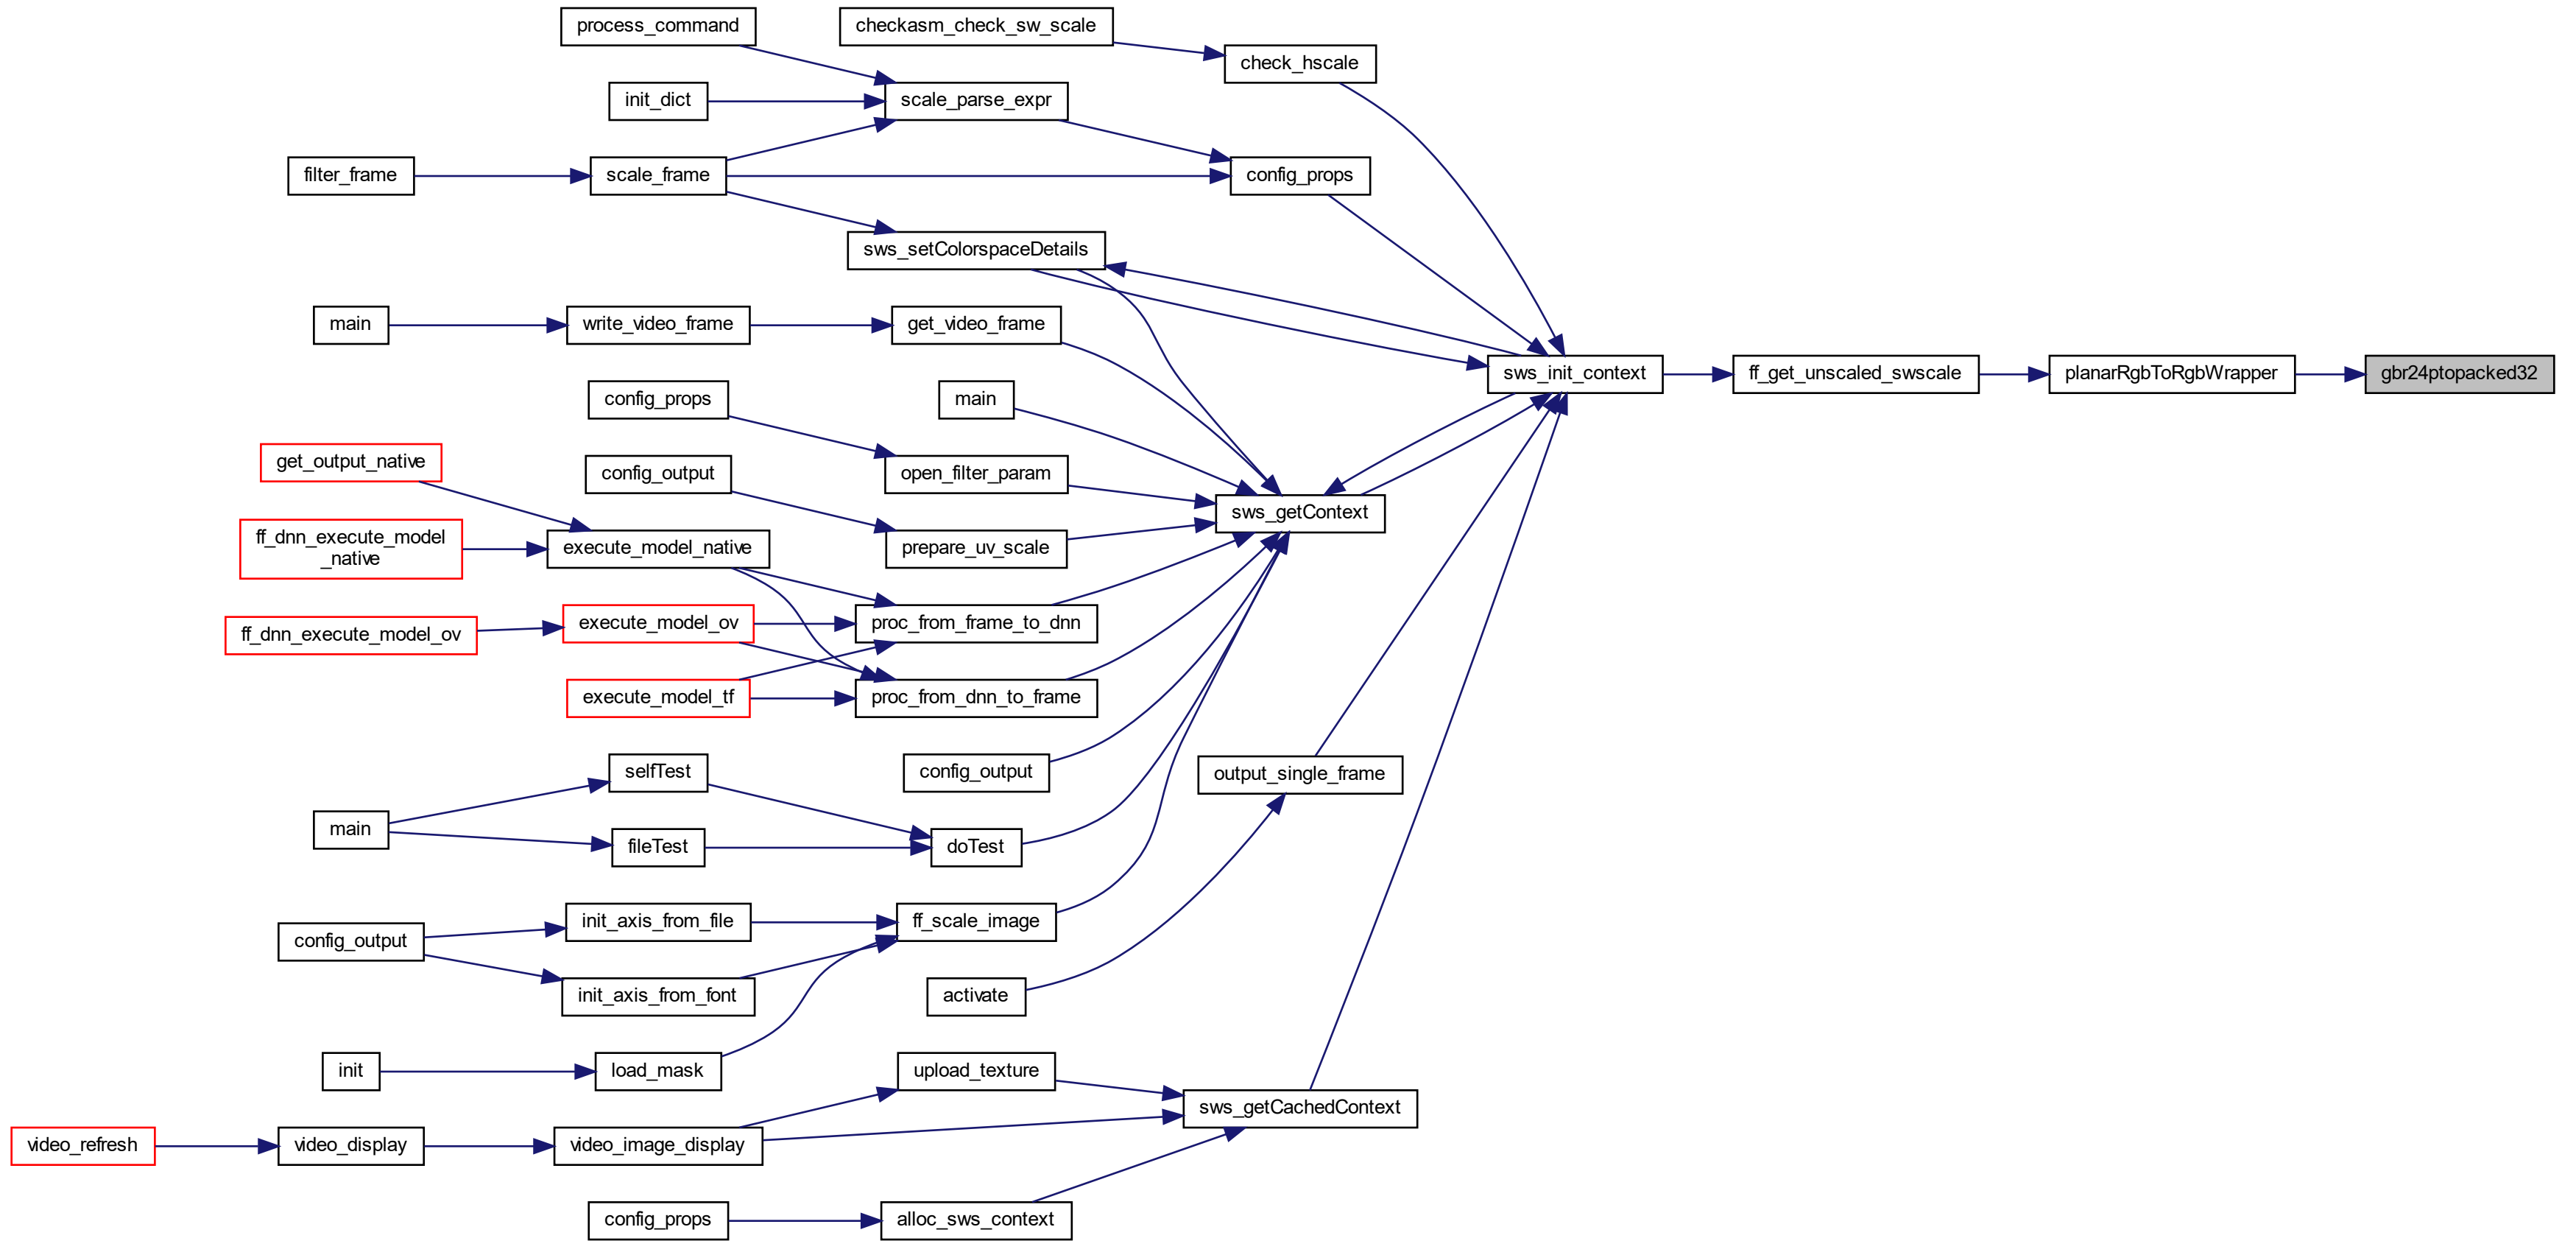 process_command
checkasm_check_sw_scale
check_hscale
init_dict
scale_parse_expr
filter_frame
scale_frame
config_props
sws_setColorspaceDetails
main
write_video_frame
get_video_frame
sws_init_context
ff_get_unscaled_swscale
planarRgbToRgbWrapper
gbr24ptopacked32
config_props
main
get_output_native
config_output
open_filter_param
sws_getContext
ff_dnn_execute_model
_native
execute_model_native
prepare_uv_scale
ff_dnn_execute_model_ov
execute_model_ov
proc_from_frame_to_dnn
execute_model_tf
proc_from_dnn_to_frame
selfTest
config_output
output_single_frame
main
fileTest
doTest
config_output
init_axis_from_file
ff_scale_image
init_axis_from_font
activate
init
load_mask
upload_texture
sws_getCachedContext
video_refresh
video_display
video_image_display
config_props
alloc_sws_context